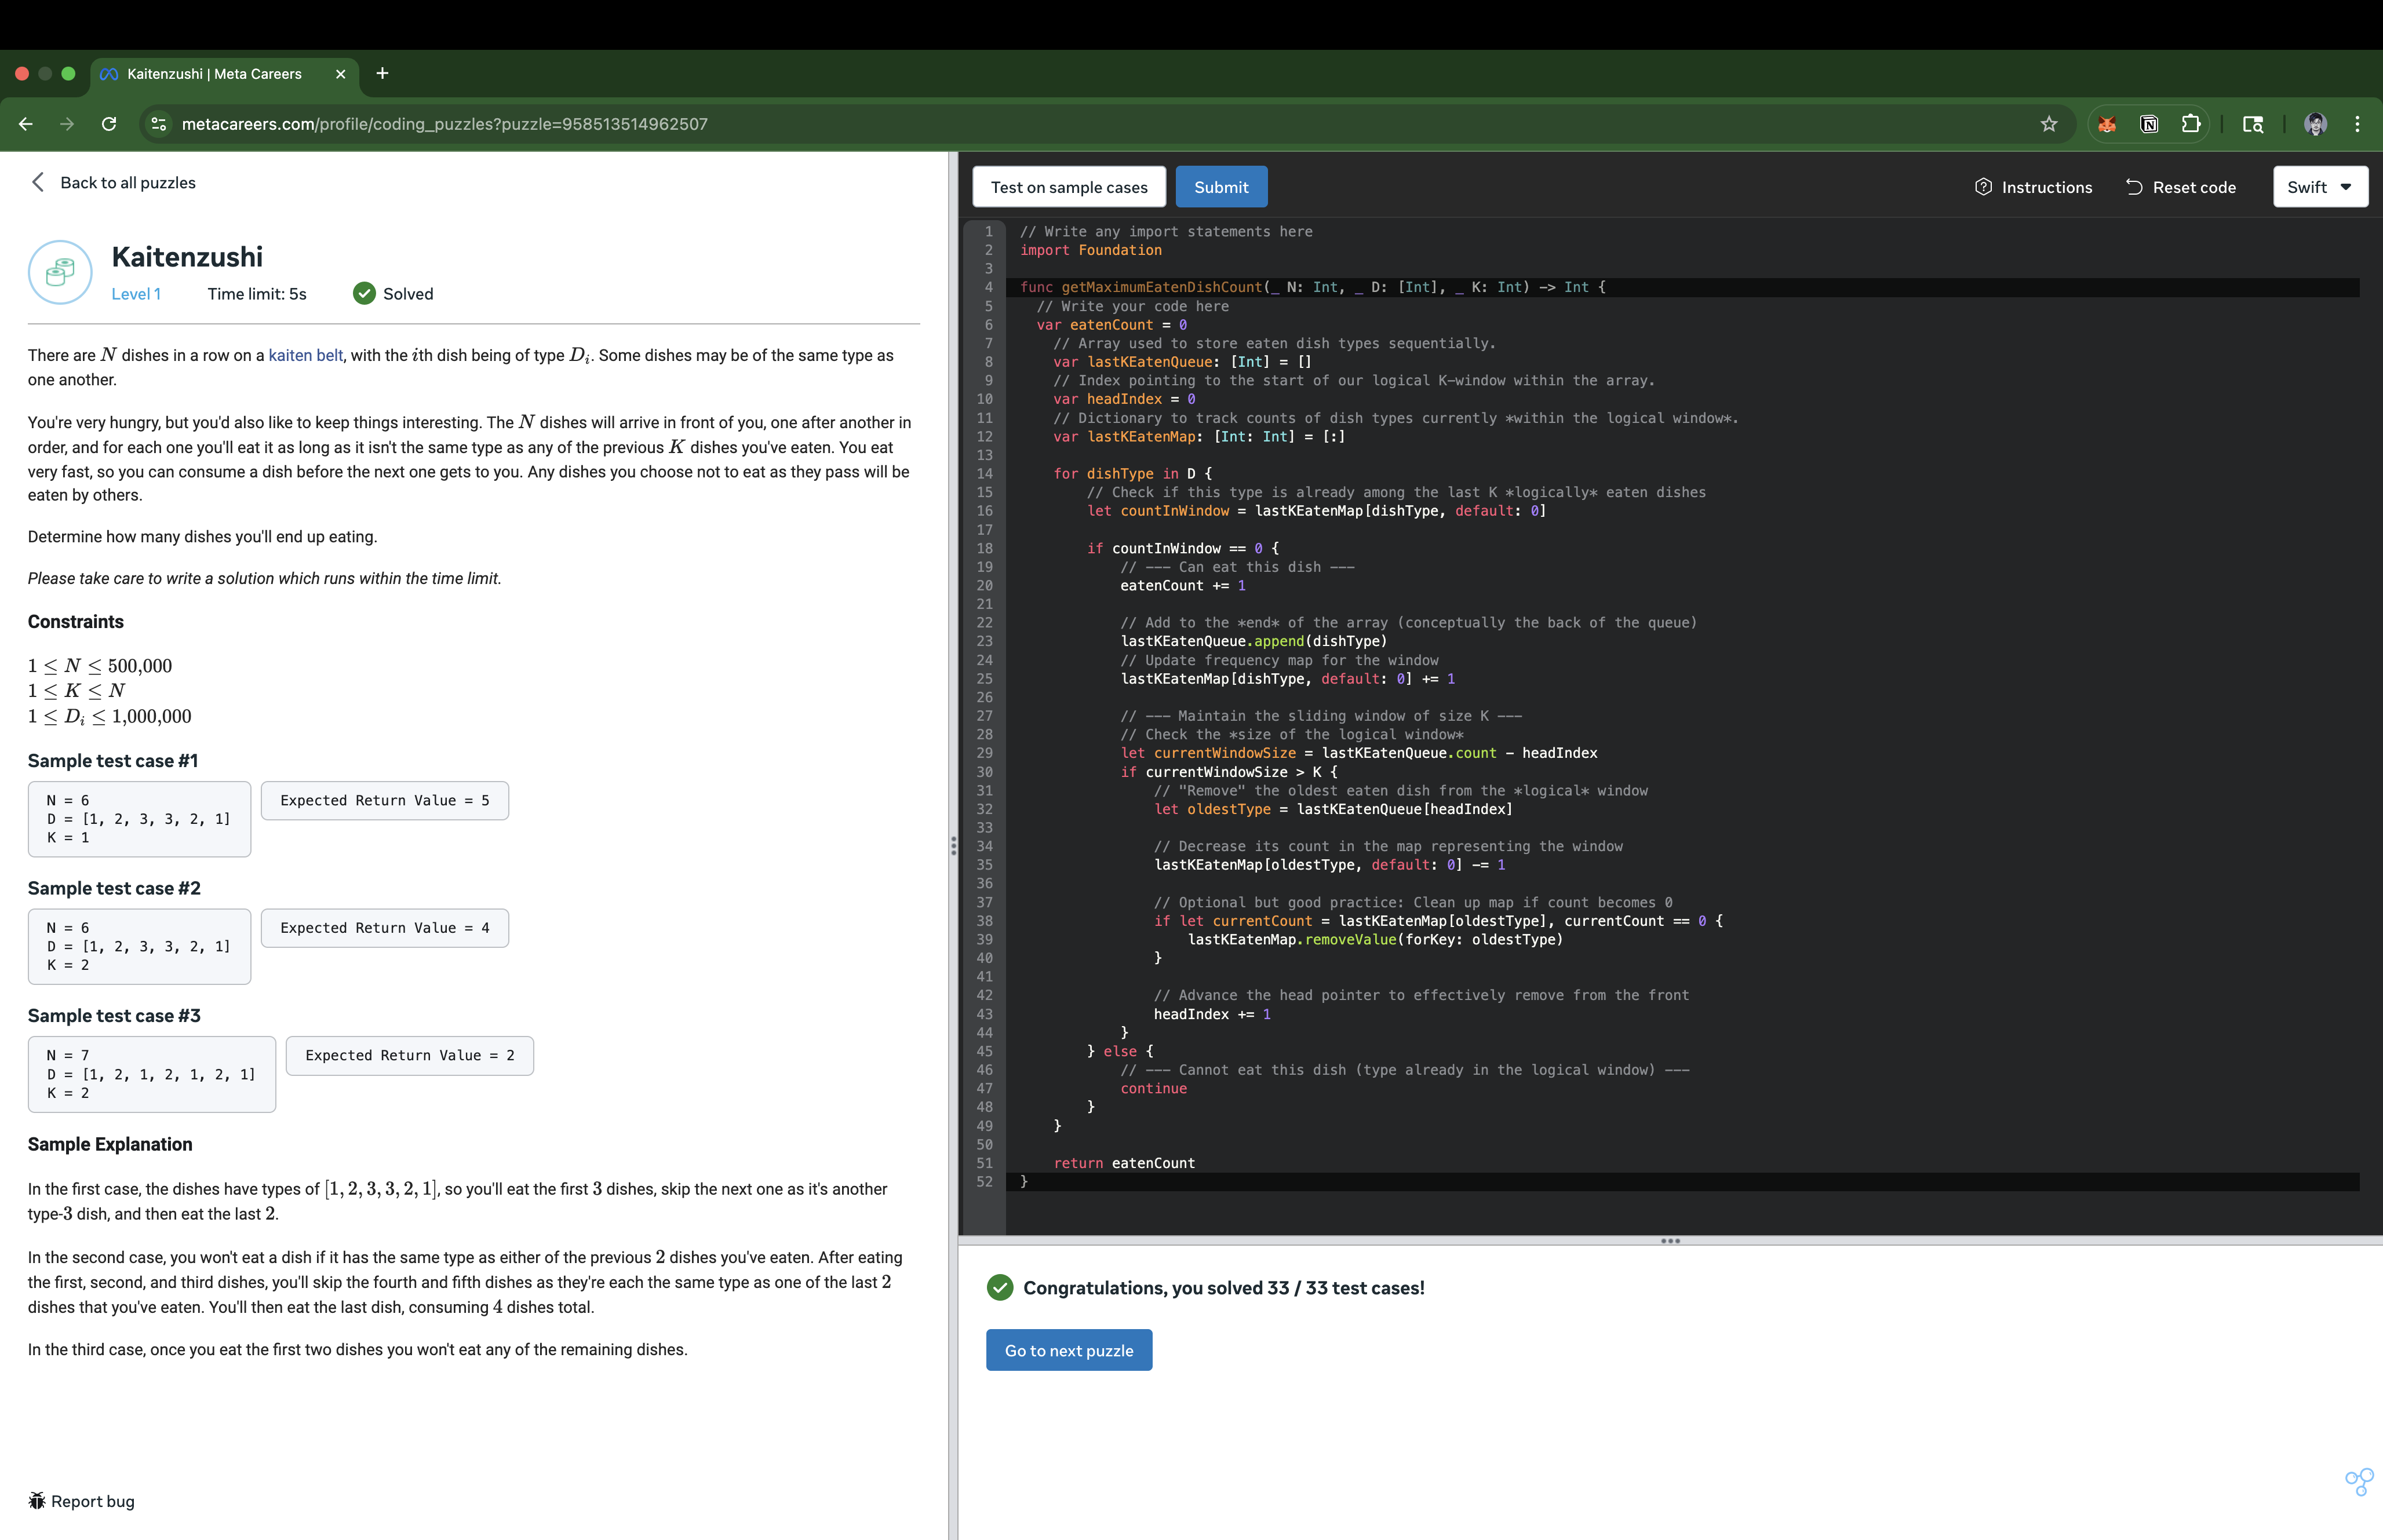 Kaitenzushi | Meta Careers
metacareers.com/profile/coding_puzzles?puzzle=958513514962507
Back to all puzzles
Kaitenzushi
Level 1 Time limit: 5s Solved
There are N dishes in a row on a kaiten belt, with the ith dish being of type Dᵢ. Some dishes may be of the same type as
one another.
You're very hungry, but you'd also like to keep things interesting. The N dishes will arrive in front of you, one after another in
order, and for each one you'll eat it as long as it isn't the same type as any of the previous K dishes you've eaten. You eat
very fast, so you can consume a dish before the next one gets to you. Any dishes you choose not to eat as they pass will be
eaten by others.
Determine how many dishes you'll end up eating.
Please take care to write a solution which runs within the time limit.
Constraints
1 ≤ N ≤ 500,000
1 ≤ K ≤ N
1 ≤ Dᵢ ≤ 1,000,000
Sample test case #1
N = 6
D = [1, 2, 3, 3, 2, 1]
K = 1
Expected Return Value = 5
Sample test case #2
N = 6
D = [1, 2, 3, 3, 2, 1]
K = 2
Expected Return Value = 4
Sample test case #3
N = 7
D = [1, 2, 1, 2, 1, 2, 1]
K = 2
Expected Return Value = 2
Sample Explanation
In the first case, the dishes have types of [1, 2, 3, 3, 2, 1], so you'll eat the first 3 dishes, skip the next one as it's another
type-3 dish, and then eat the last 2.
In the second case, you won't eat a dish if it has the same type as either of the previous 2 dishes you've eaten. After eating
the first, second, and third dishes, you'll skip the fourth and fifth dishes as they're each the same type as one of the last 2
dishes that you've eaten. You'll then eat the last dish, consuming 4 dishes total.
In the third case, once you eat the first two dishes you won't eat any of the remaining dishes.
Report bug
Test on sample cases Submit Instructions Reset code Swift
1 // Write any import statements here
2 import Foundation
3
4 func getMaximumEatenDishCount(_ N: Int, _ D: [Int], _ K: Int) -> Int {
5 // Write your code here
6 var eatenCount = 0
7 // Array used to store eaten dish types sequentially.
8 var lastKEatenQueue: [Int] = []
9 // Index pointing to the start of our logical K-window within the array.
10 var headIndex = 0
11 // Dictionary to track counts of dish types currently *within the logical window*.
12 var lastKEatenMap: [Int: Int] = [:]
13
14 for dishType in D {
15 // Check if this type is already among the last K *logically* eaten dishes
16 let countInWindow = lastKEatenMap[dishType, default: 0]
17
18 if countInWindow == 0 {
19 // --- Can eat this dish ---
20 eatenCount += 1
21
22 // Add to the *end* of the array (conceptually the back of the queue)
23 lastKEatenQueue.append(dishType)
24 // Update frequency map for the window
25 lastKEatenMap[dishType, default: 0] += 1
26
27 // --- Maintain the sliding window of size K ---
28 // Check the *size of the logical window*
29 let currentWindowSize = lastKEatenQueue.count - headIndex
30 if currentWindowSize > K {
31 // "Remove" the oldest eaten dish from the *logical* window
32 let oldestType = lastKEatenQueue[headIndex]
33
34 // Decrease its count in the map representing the window
35 lastKEatenMap[oldestType, default: 0] -= 1
36
37 // Optional but good practice: Clean up map if count becomes 0
38 if let currentCount = lastKEatenMap[oldestType], currentCount == 0 {
39 lastKEatenMap.removeValue(forKey: oldestType)
40 }
41
42 // Advance the head pointer to effectively remove from the front
43 headIndex += 1
44 }
45 } else {
46 // --- Cannot eat this dish (type already in the logical window) ---
47 continue
48 }
49 }
50
51 return eatenCount
52 }
Congratulations, you solved 33 / 33 test cases!
Go to next puzzle